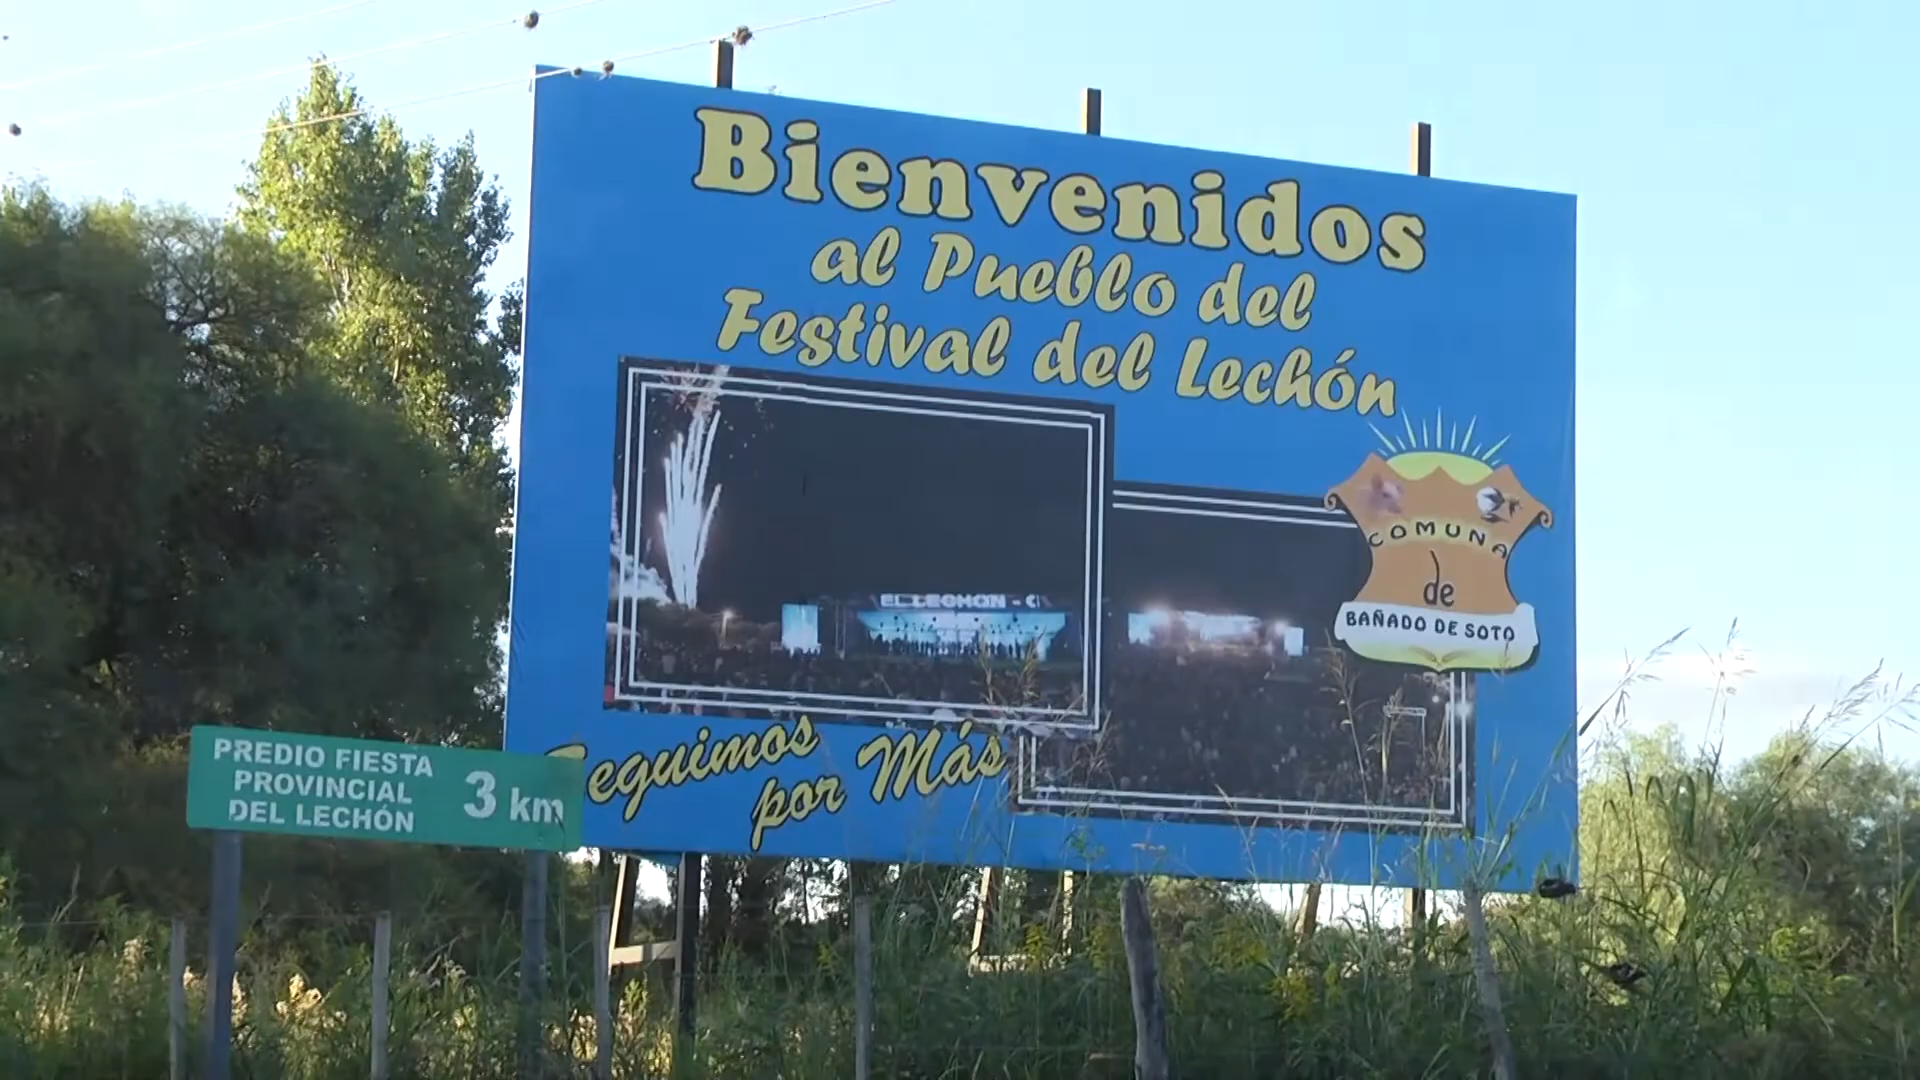 Bienvenidos
al Pueblo del
Festival del Lechón
EL LECHON - C
COMUNA
de
BAÑADO DE SOTO
Seguimos
por Más
PREDIO FIESTA
PROVINCIAL
DEL LECHÓN
3 km